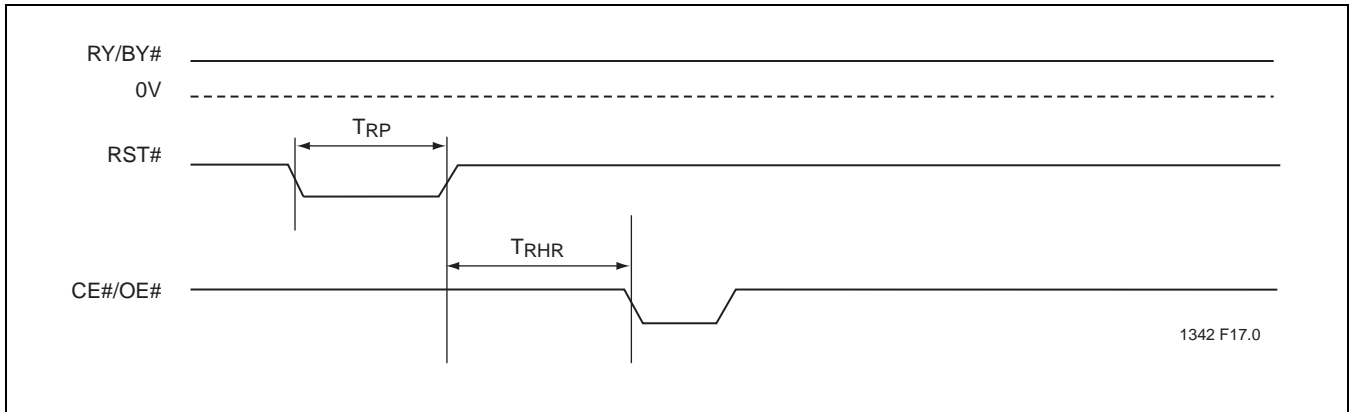 RY/BY#
0V
TRP
RST#
TRHR
CE#/OE#
1342 F17.0